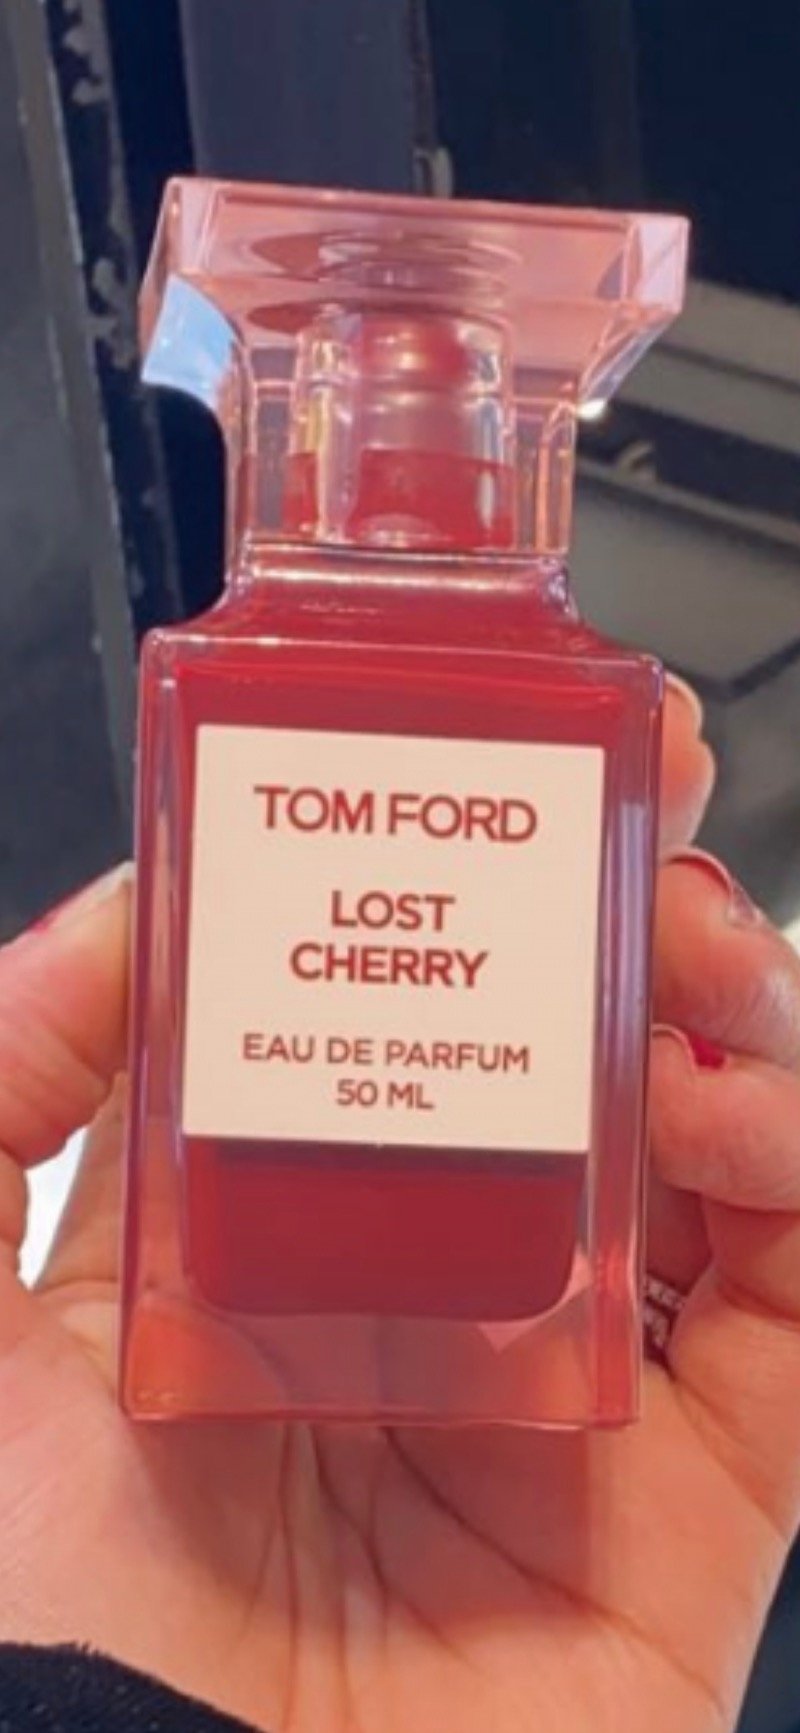 TOM FORD
LOST
CHERRY
EAU DE PARFUM
50 ML